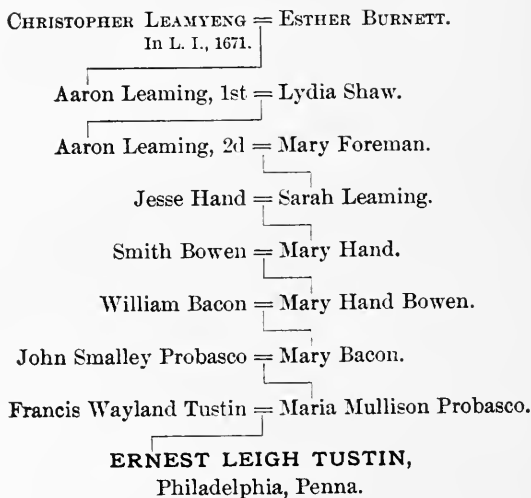 CHRISTOPHER LEAMYENG = ESTHER BURNETT.
In L. I., 1671.
Aaron Leaming, 1st = Lydia Shaw.
Aaron Leaming, 2d = Mary Foreman.
Jesse Hand = Sarah Leaming.
Smith Bowen = Mary Hand.
William Bacon = Mary Hand Bowen.
John Smalley Probasco = Mary Bacon.
Francis Wayland Tustin = Maria Mullison Probasco.
ERNEST LEIGH TUSTIN,
Philadelphia, Penna.